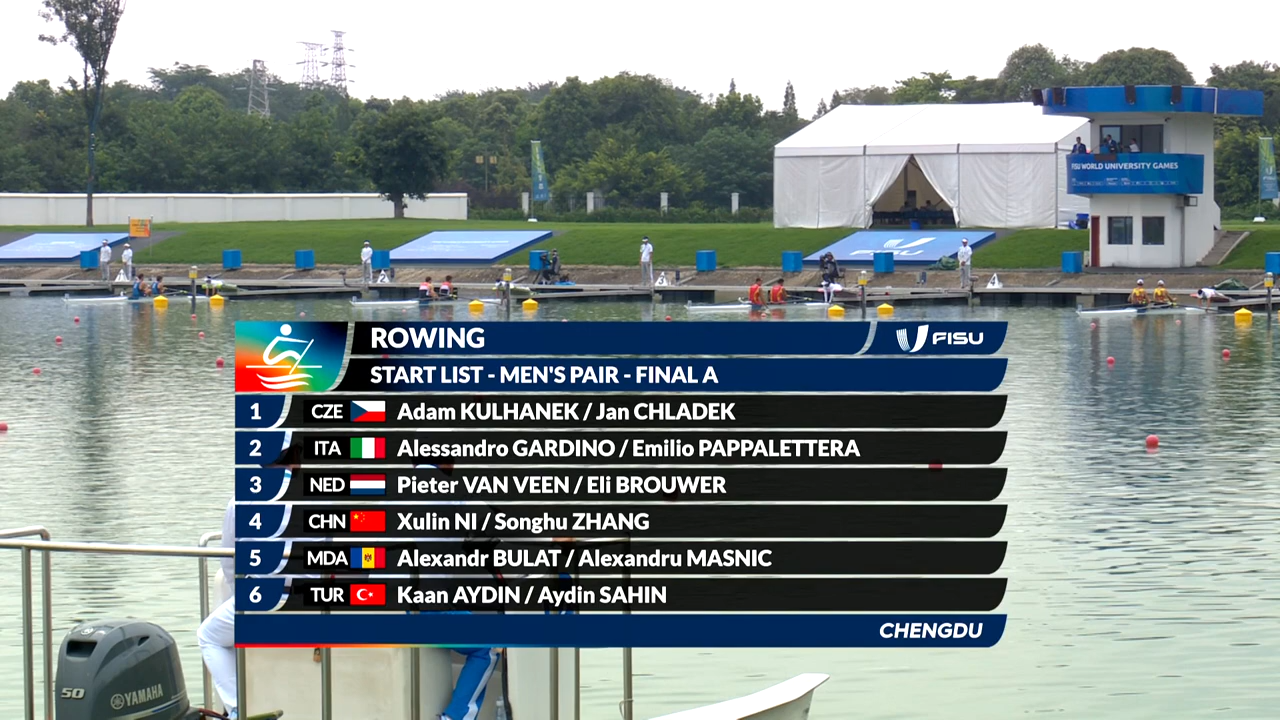 FISU WORLD UNIVERSITY GAMES
FISU
ROWING
FISU
START LIST - MEN'S PAIR - FINAL A
1 CZE Adam KULHANEK / Jan CHLADEK
2 ITA Alessandro GARDINO / Emilio PAPPALETTERA
3 NED Pieter VAN VEEN / Eli BROUWER
4 CHN Xulin NI / Songhu ZHANG
5 MDA Alexandr BULAT / Alexandru MASNIC
6 TUR Kaan AYDIN / Aydin SAHIN
CHENGDU
50 YAMAHA